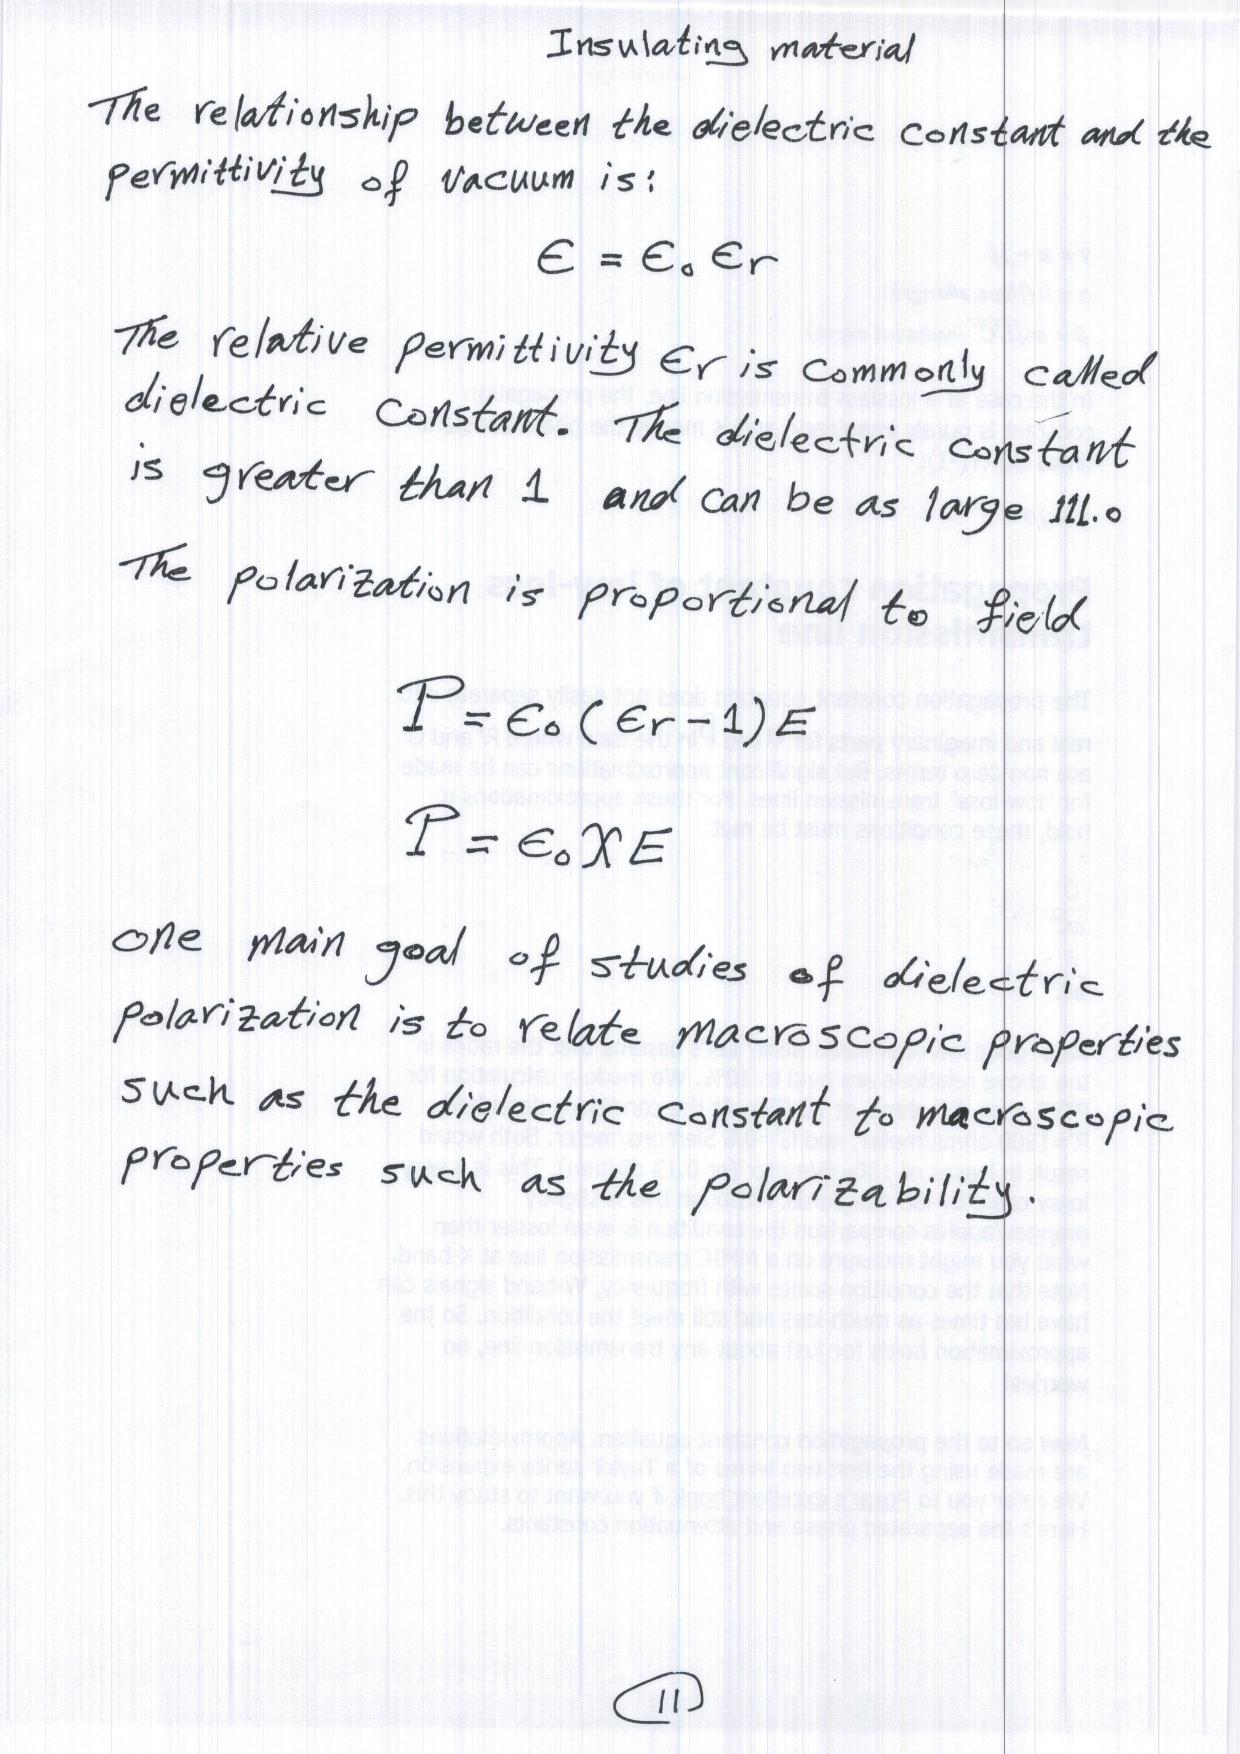 Insulating material
The relationship between the dielectric constant and the
permittivity of vacuum is:
ϵ = ϵ₀ ϵr
The relative permittivity ϵr is commonly called
dielectric constant. The dielectric constant
is greater than 1 and can be as large 111.0
The polarization is proportional to field
P = ϵ₀ ( ϵr - 1 ) E
P = ϵ₀ χ E
one main goal of studies of dielectric
polarization is to relate macroscopic properties
such as the dielectric constant to macroscopic
properties such as the polarizability.
11